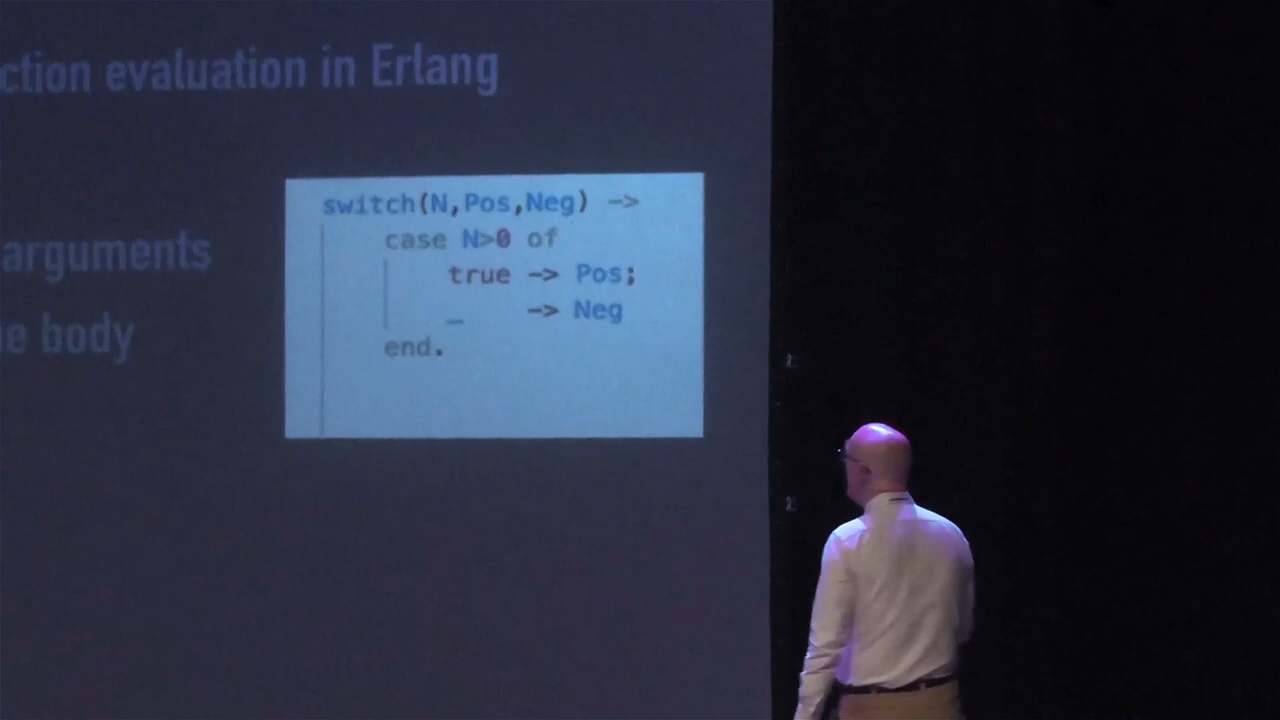 ction evaluation in Erlang
arguments
e body
switch(N,Pos,Neg) ->
case N>0 of
true -> Pos;
_ -> Neg
end.